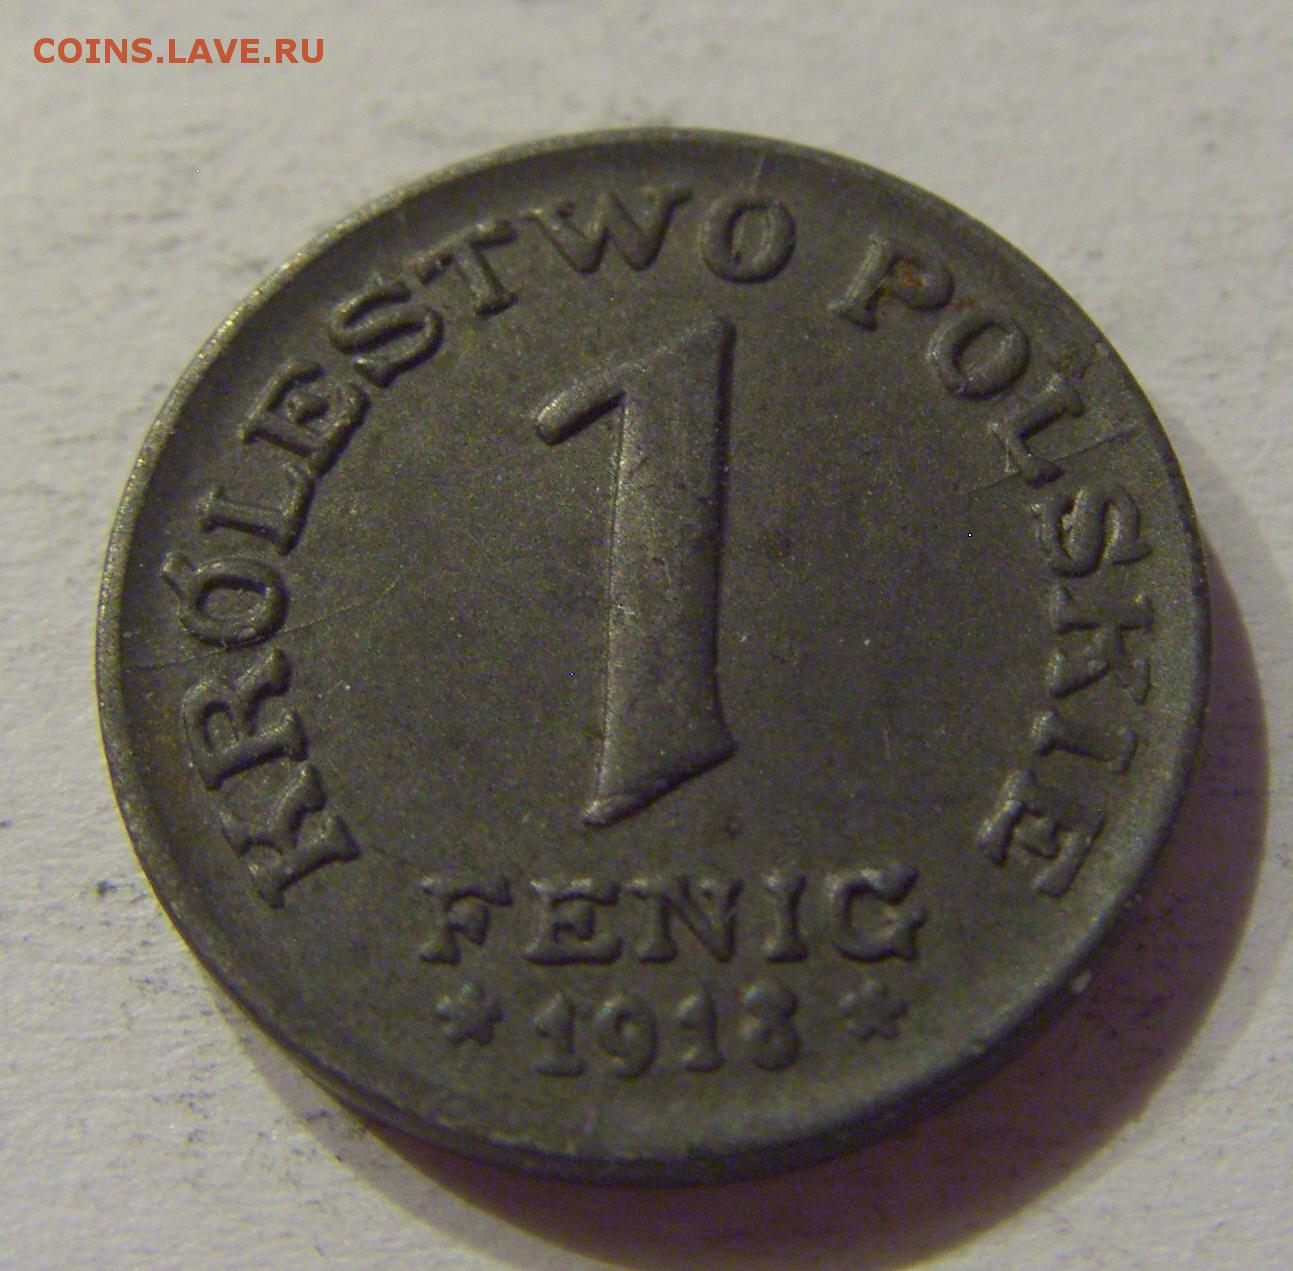 COINS.LAVE.RU
KRÓLESTWO POLSKIE
1
FENIG
* 1918 *